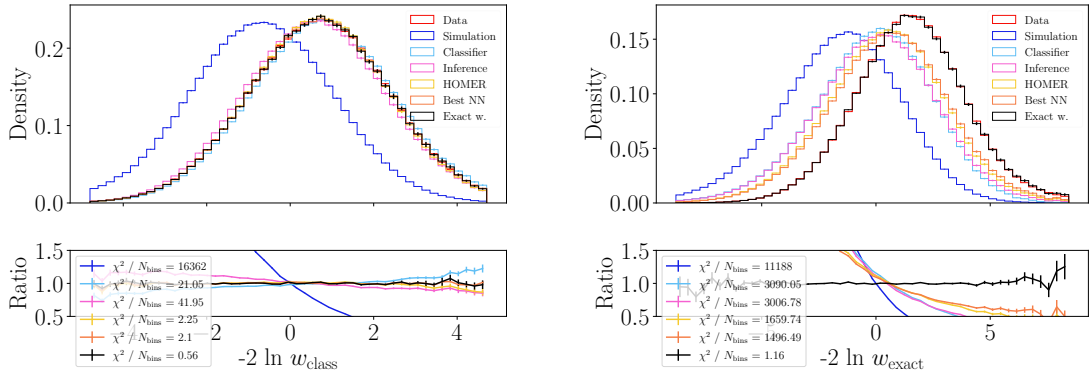 Density
0.2
0.1
0.0
Data
Simulation
Classifier
Inference
HOMER
Best NN
Exact w.
Ratio
1.5
1.0
0.5
χ² / N_bins = 16362
χ² / N_bins = 21.05
χ² / N_bins = 41.95
χ² / N_bins = 2.25
χ² / N_bins = 2.1
χ² / N_bins = 0.56
0
2
4
-2 ln w_class
Density
0.15
0.10
0.05
0.00
Data
Simulation
Classifier
Inference
HOMER
Best NN
Exact w.
Ratio
1.5
1.0
0.5
χ² / N_bins = 11188
χ² / N_bins = 3090.05
χ² / N_bins = 3006.78
χ² / N_bins = 1659.74
χ² / N_bins = 1496.49
χ² / N_bins = 1.16
0
5
-2 ln w_exact